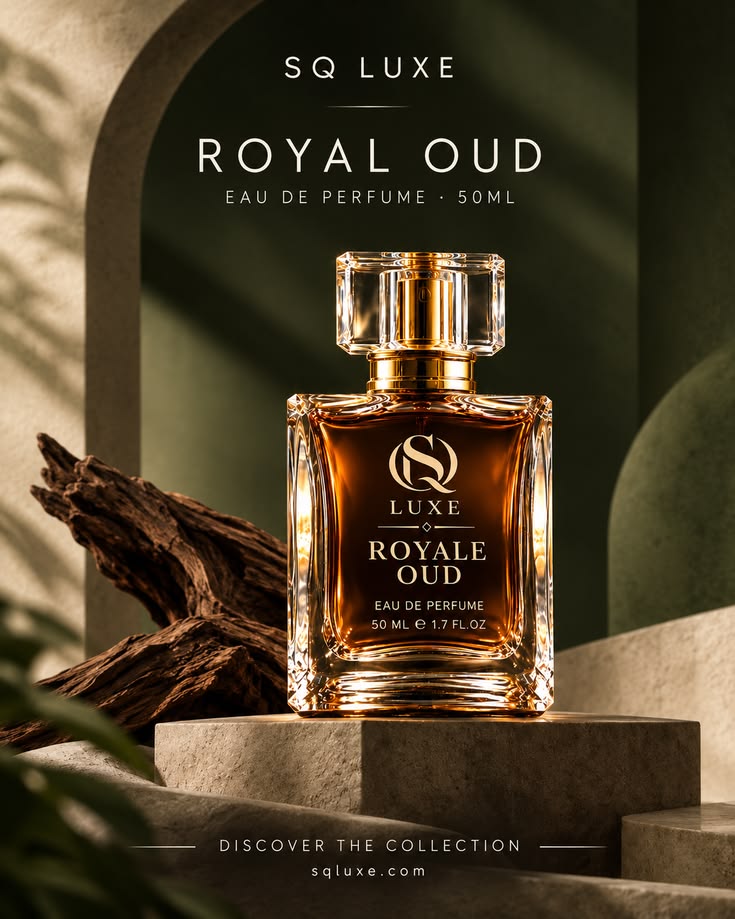 SQ LUXE
ROYAL OUD
EAU DE PERFUME · 50ML
SQ
LUXE
ROYALE
OUD
EAU DE PERFUME
50 ML ℮ 1.7 FL.OZ
DISCOVER THE COLLECTION
sqluxe.com